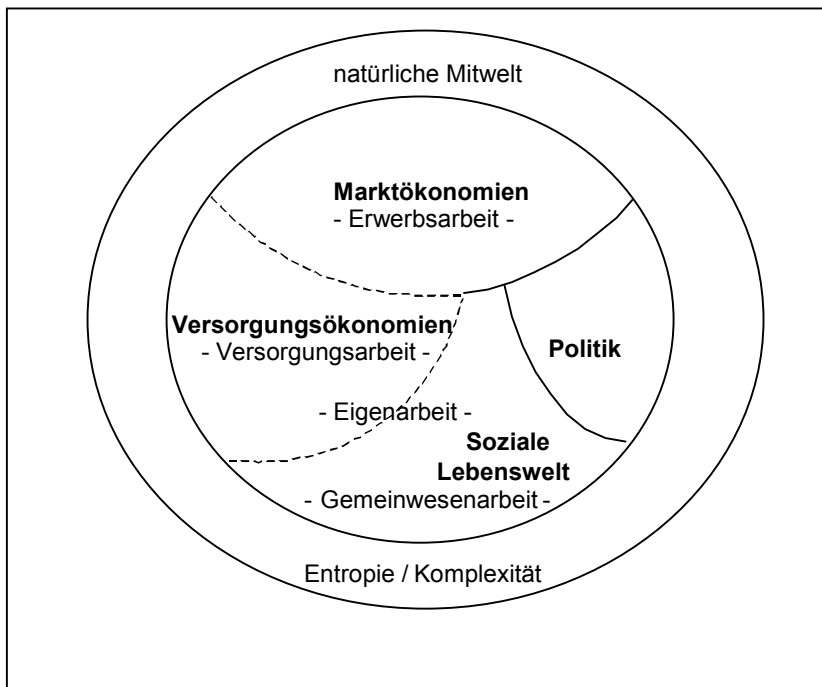 natürliche Mitwelt
Marktökonomien
- Erwerbsarbeit -
Versorgungsökonomien
- Versorgungsarbeit -
Politik
- Eigenarbeit -
Soziale
Lebenswelt
- Gemeinwesenarbeit -
Entropie / Komplexität